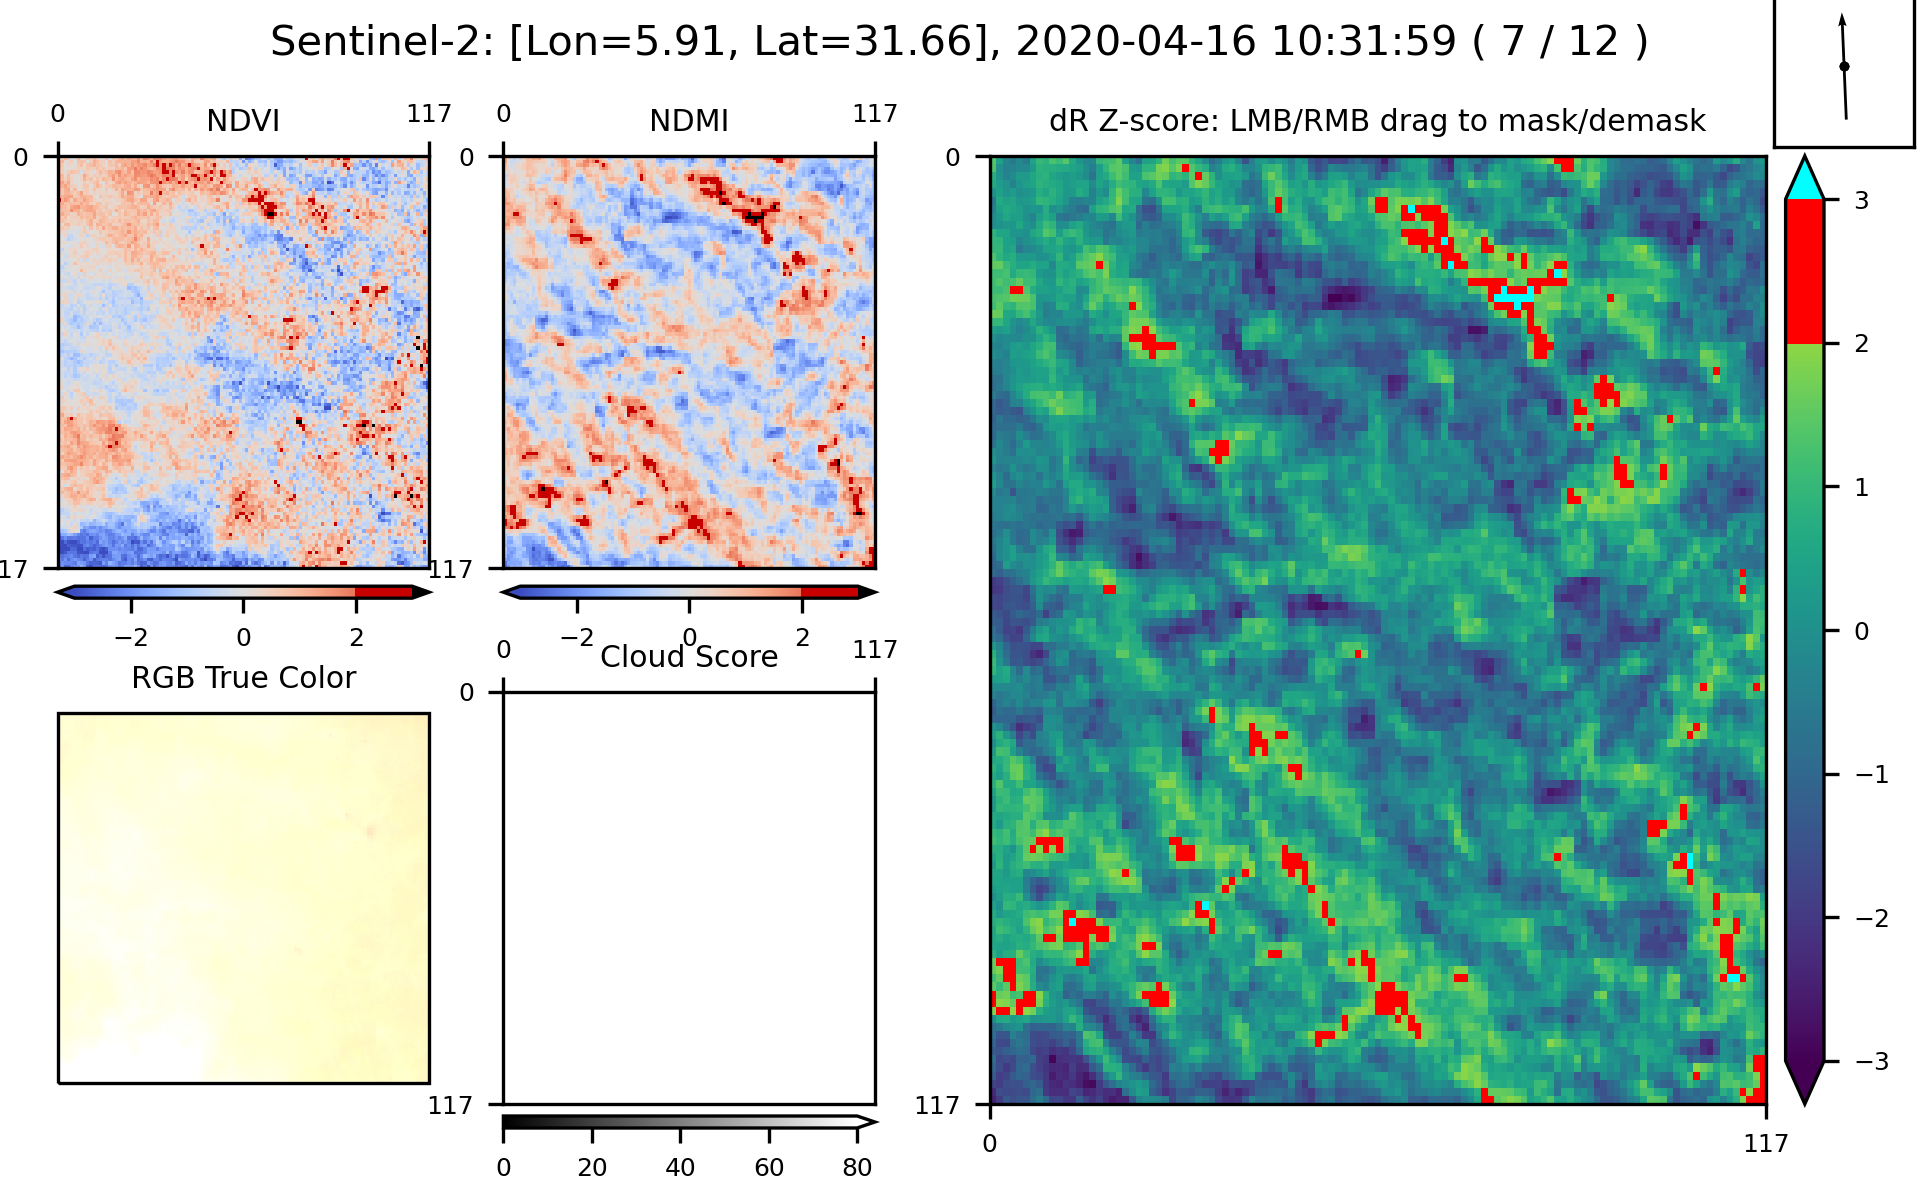 Sentinel-2: [Lon=5.91, Lat=31.66], 2020-04-16 10:31:59 ( 7 / 12 )
0 NDVI 117
0
17
−2 0 2
0 NDMI 117
0
117
−2 0 2
dR Z-score: LMB/RMB drag to mask/demask
0
117
0 117
3
2
1
0
−1
−2
−3
RGB True Color
0 Cloud Score 117
0
117
0 20 40 60 80